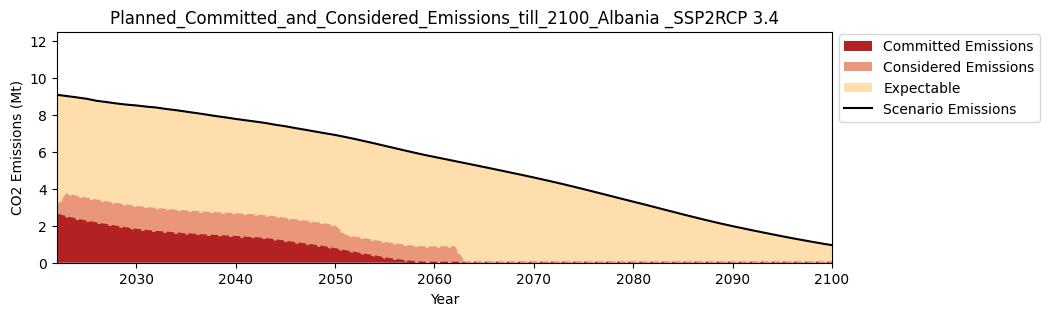 Planned_Committed_and_Considered_Emissions_till_2100_Albania _SSP2RCP 3.4
CO2 Emissions (Mt)
12
10
8
6
4
2
0
2030 2040 2050 2060 2070 2080 2090 2100
Year
Committed Emissions
Considered Emissions
Expectable
Scenario Emissions